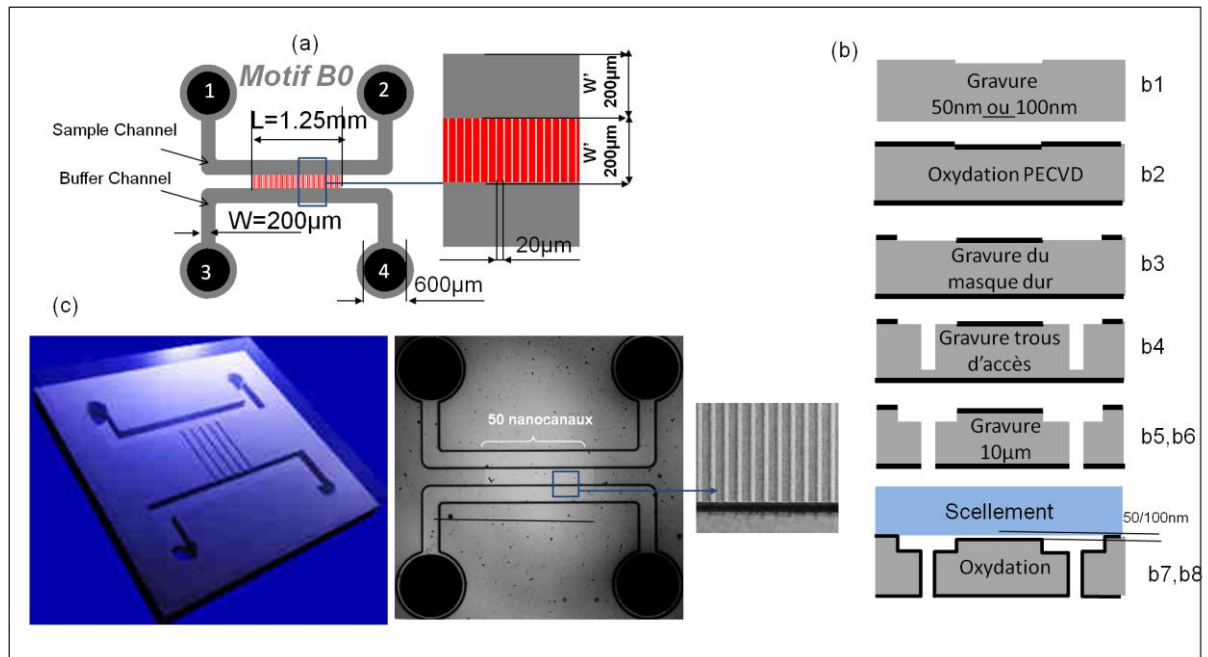 (a)
Motif B0
1
2
L=1.25mm
Sample Channel
Buffer Channel
W=200µm
3
4
600µm
W'
200µm
W'
200µm
20µm
(b)
Gravure
50nm ou 100nm
b1
Oxydation PECVD
b2
Gravure du
masque dur
b3
Gravure trous
d'accès
b4
Gravure
10µm
b5,b6
Scellement
50/100nm
Oxydation
b7,b8
(c)
50 nanocanaux